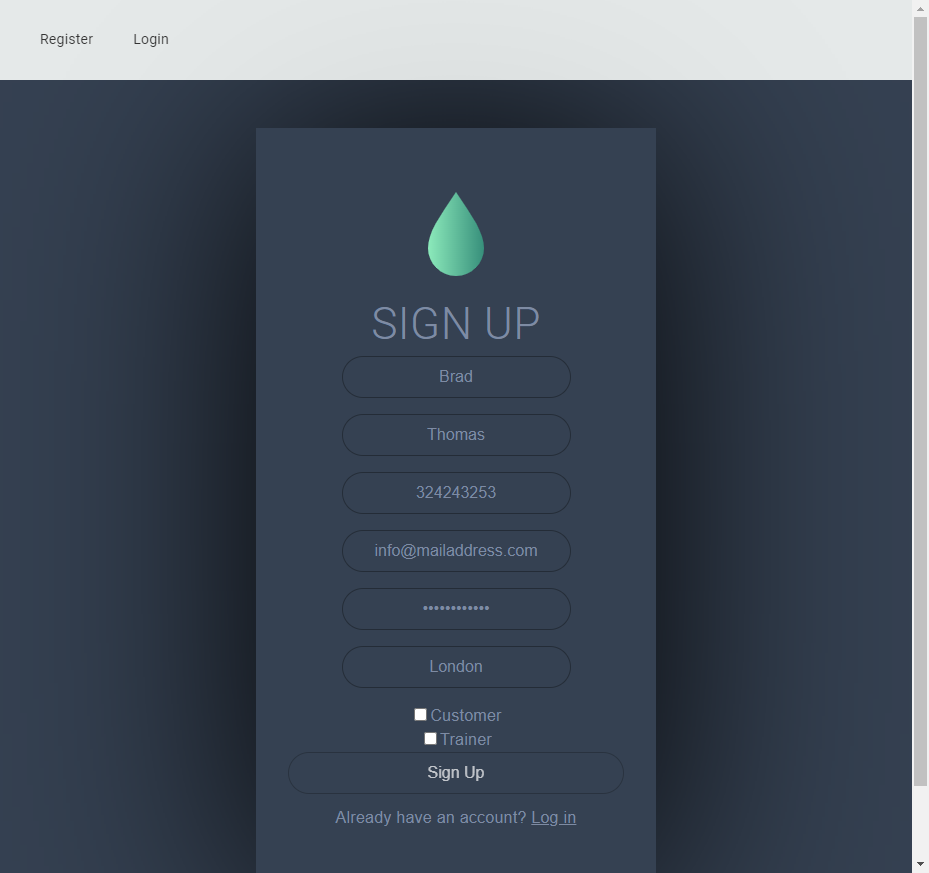 Register Login
SIGN UP
Brad
Thomas
324243253
info@mailaddress.com
••••••••••••
London
Customer
Trainer
Sign Up
Already have an account? Log in